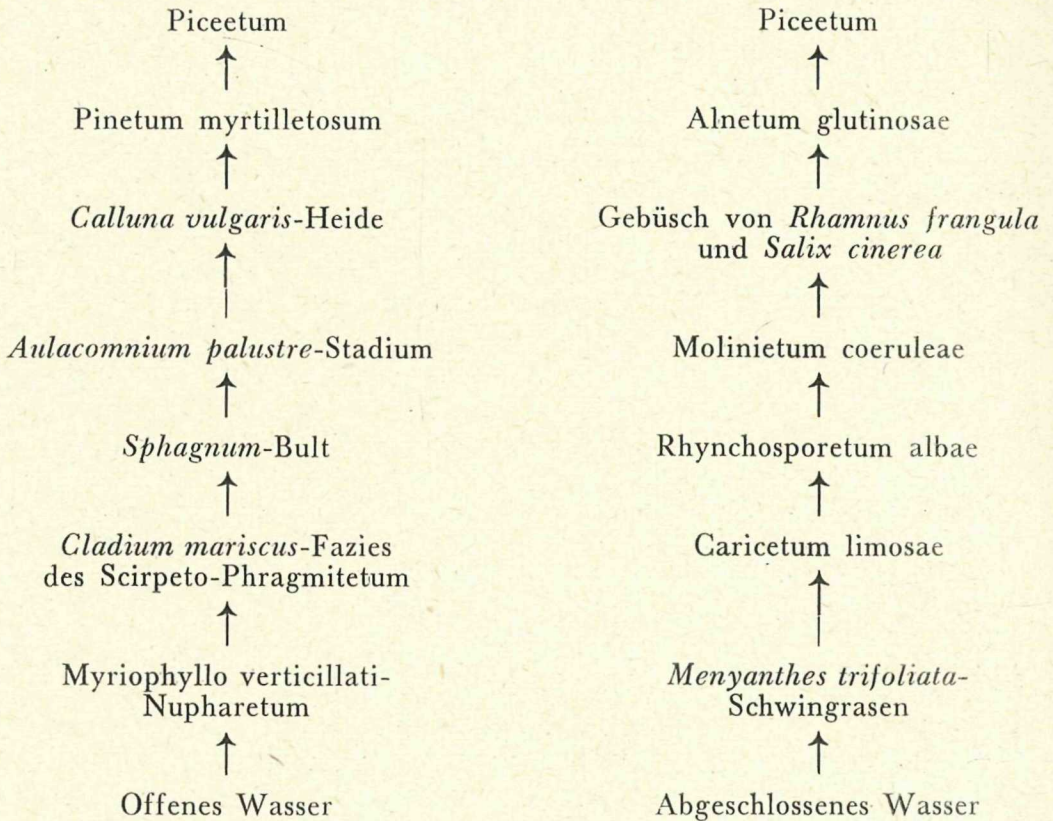 Piceetum
Pinetum myrtilletosum
Calluna vulgaris-Heide
Aulacomnium palustre-Stadium
Sphagnum-Bult
Cladium mariscus-Fazies
des Scirpeto-Phragmitetum
Myriophyllo verticillati-
Nupharetum
Offenes Wasser
Piceetum
Alnetum glutinosae
Gebüsch von Rhamnus frangula
und Salix cinerea
Molinietum coeruleae
Rhynchosporetum albae
Caricetum limosae
Menyanthes trifoliata-
Schwingrasen
Abgeschlossenes Wasser